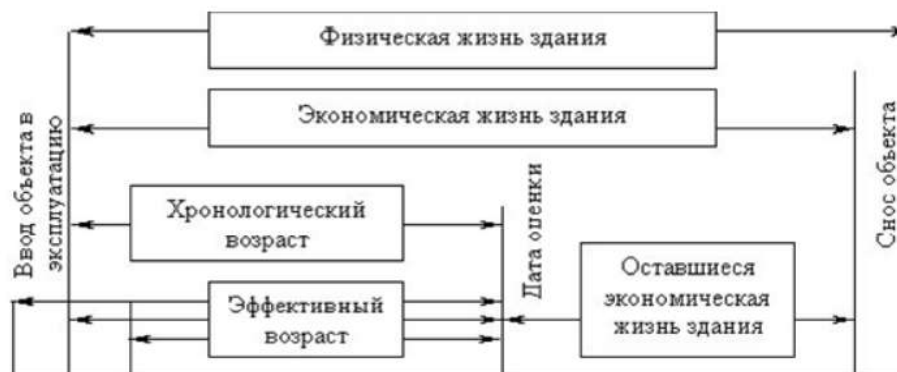 Физическая жизнь здания
Экономическая жизнь здания
Ввод объекта в
эксплуатацию
Хронологический
возраст
Эффективный
возраст
Дата оценки
Оставшиеся
экономическая
жизнь здания
Снос объекта